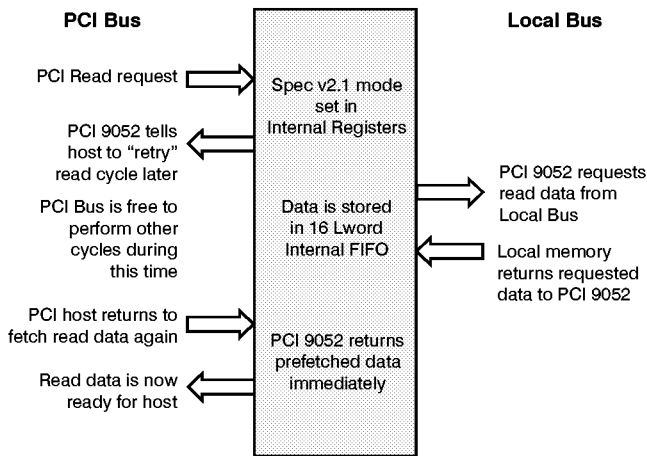 PCI Bus
Local Bus
PCI Read request
Spec v2.1 mode
set in
Internal Registers
PCI 9052 tells
host to “retry”
read cycle later
PCI 9052 requests
read data from
Local Bus
PCI Bus is free to
perform other
cycles during
this time
Data is stored
in 16 Lword
Internal FIFO
Local memory
returns requested
data to PCI 9052
PCI host returns to
fetch read data again
PCI 9052 returns
prefetched data
immediately
Read data is now
ready for host